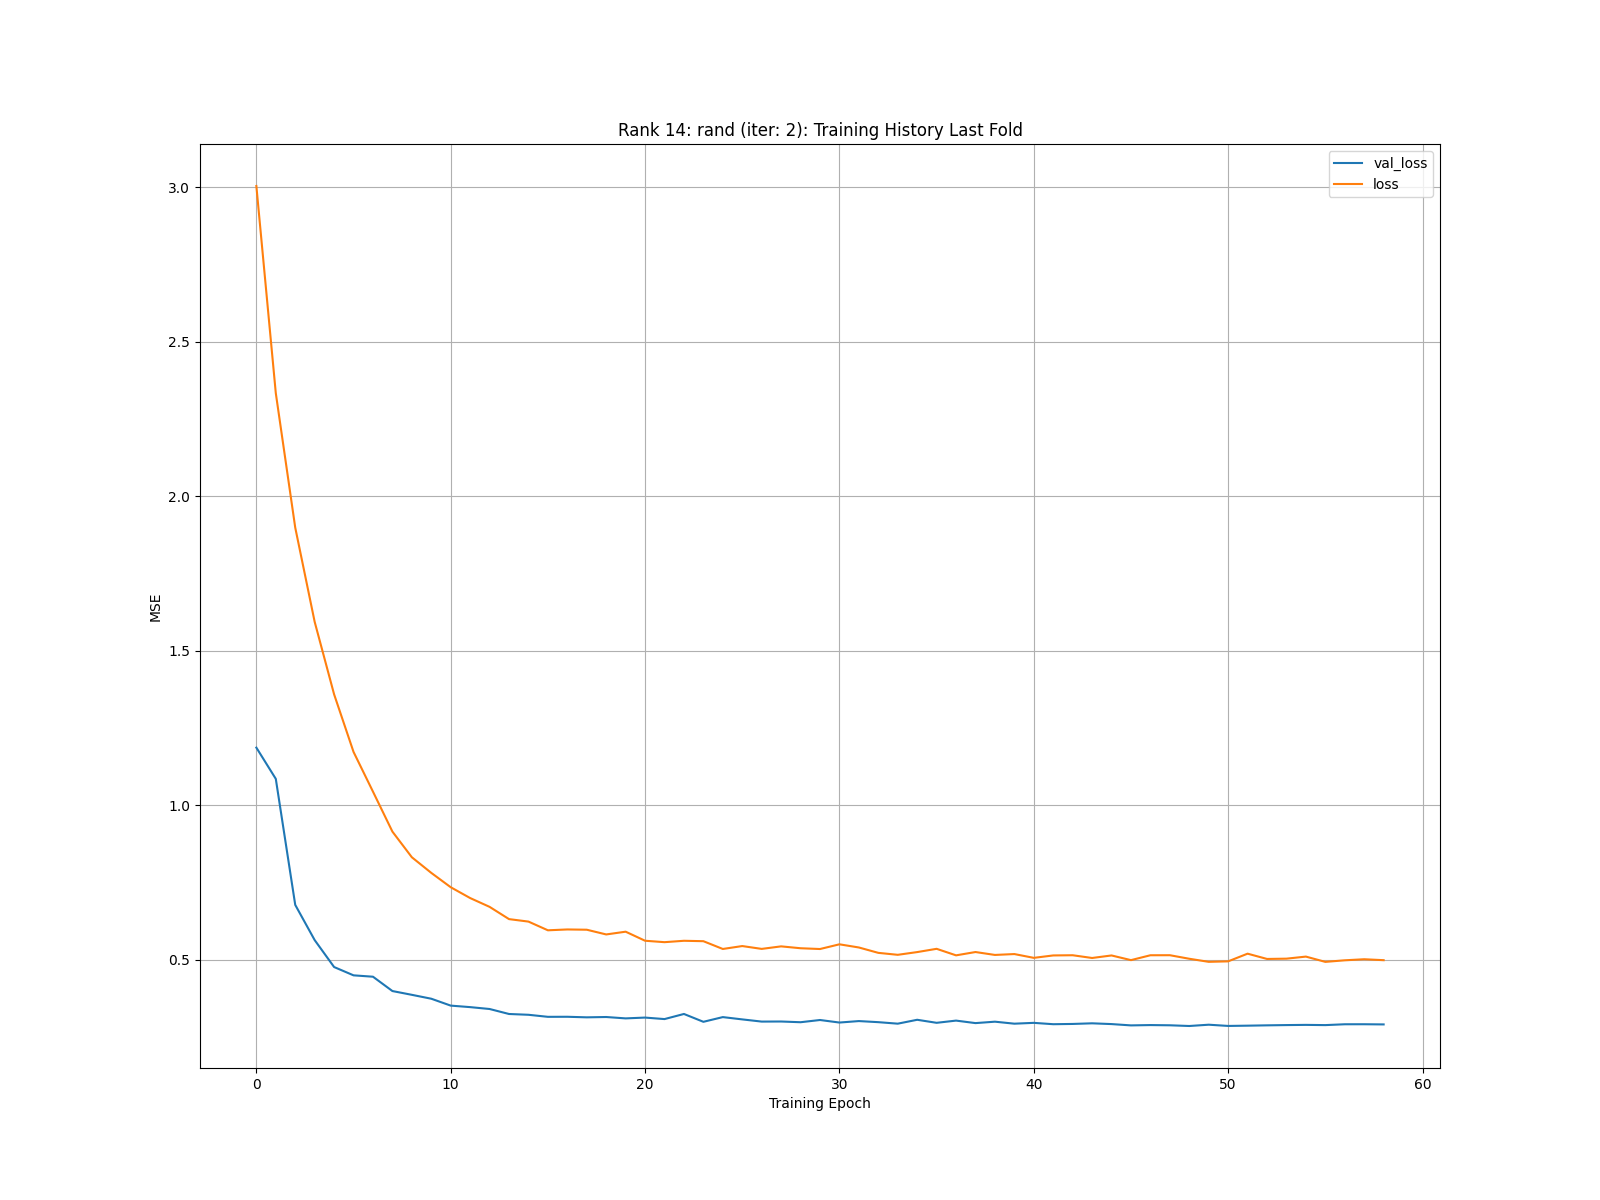 Rank 14: rand (iter: 2): Training History Last Fold
val_loss
loss
3.0
2.5
2.0
1.5
1.0
0.5
MSE
0 10 20 30 40 50 60
Training Epoch